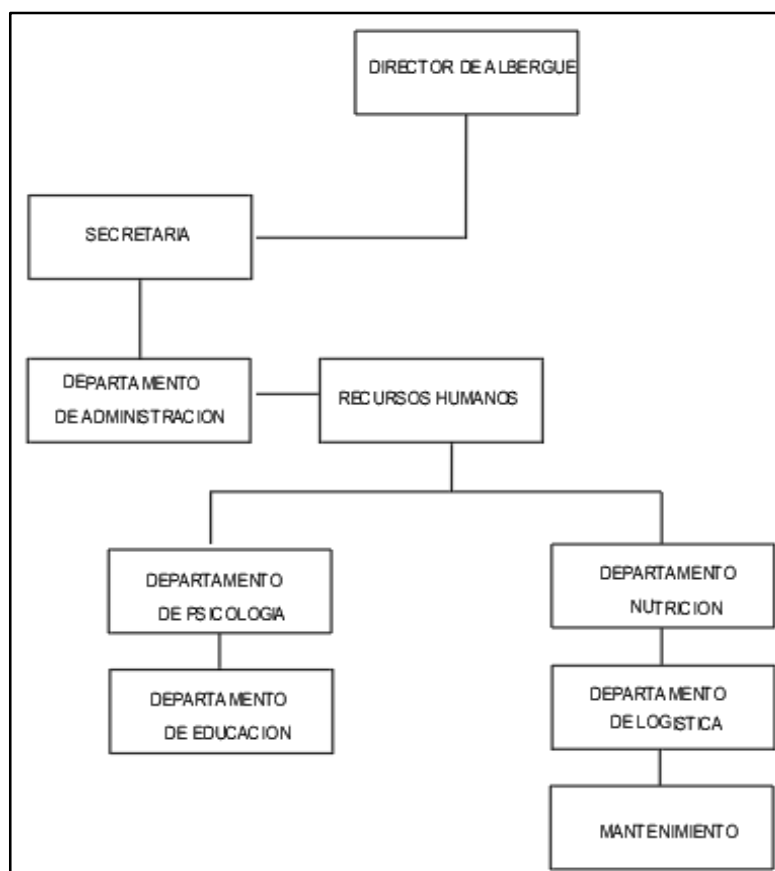 DIRECTOR DE ALBERGUE
SECRETARIA
DEPARTAMENTO
DE ADMINISTRACION
RECURSOS HUMANOS
DEPARTAMENTO
DE PSICOLOGIA
DEPARTAMENTO
NUTRICION
DEPARTAMENTO
DE EDUCACION
DEPARTAMENTO
DE LOGISTICA
MANTENIMIENTO